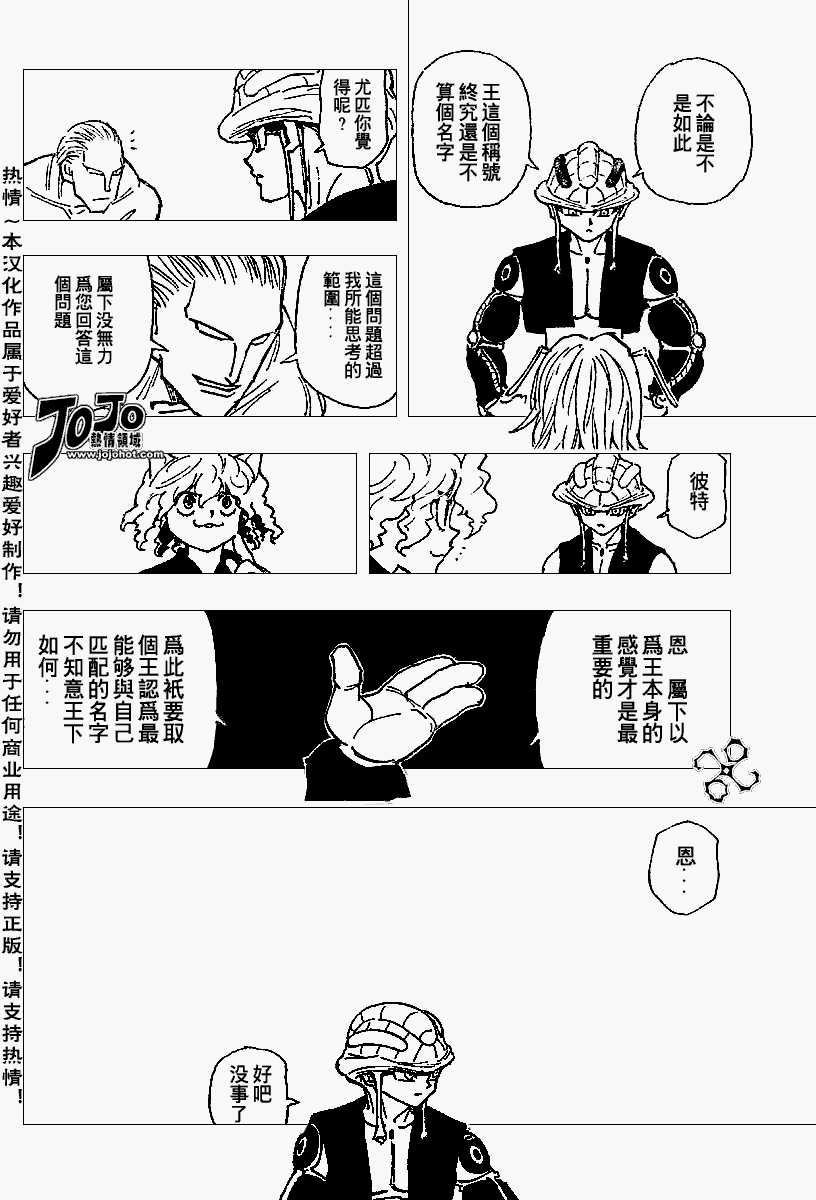 不論是不
是如此
王這個稱號
終究還是不
算個名字
尤匹你覺
得呢？
這個問題超過
我所能思考的
範圍····
屬下没無力
爲您回答這
個問題
彼特
恩　屬下以
爲王本身的
感覺才是最
重要的
爲此祇要取
個王認爲最
能够與自己
匹配的名字
不知意王下
如何···
恩···
好吧
没事了
JOJO
熱情領域
www.jojohot.com
热情～本汉化作品属于爱好者兴趣爱好制作！请勿用于任何商业用途！请支持正版！请支持热情！